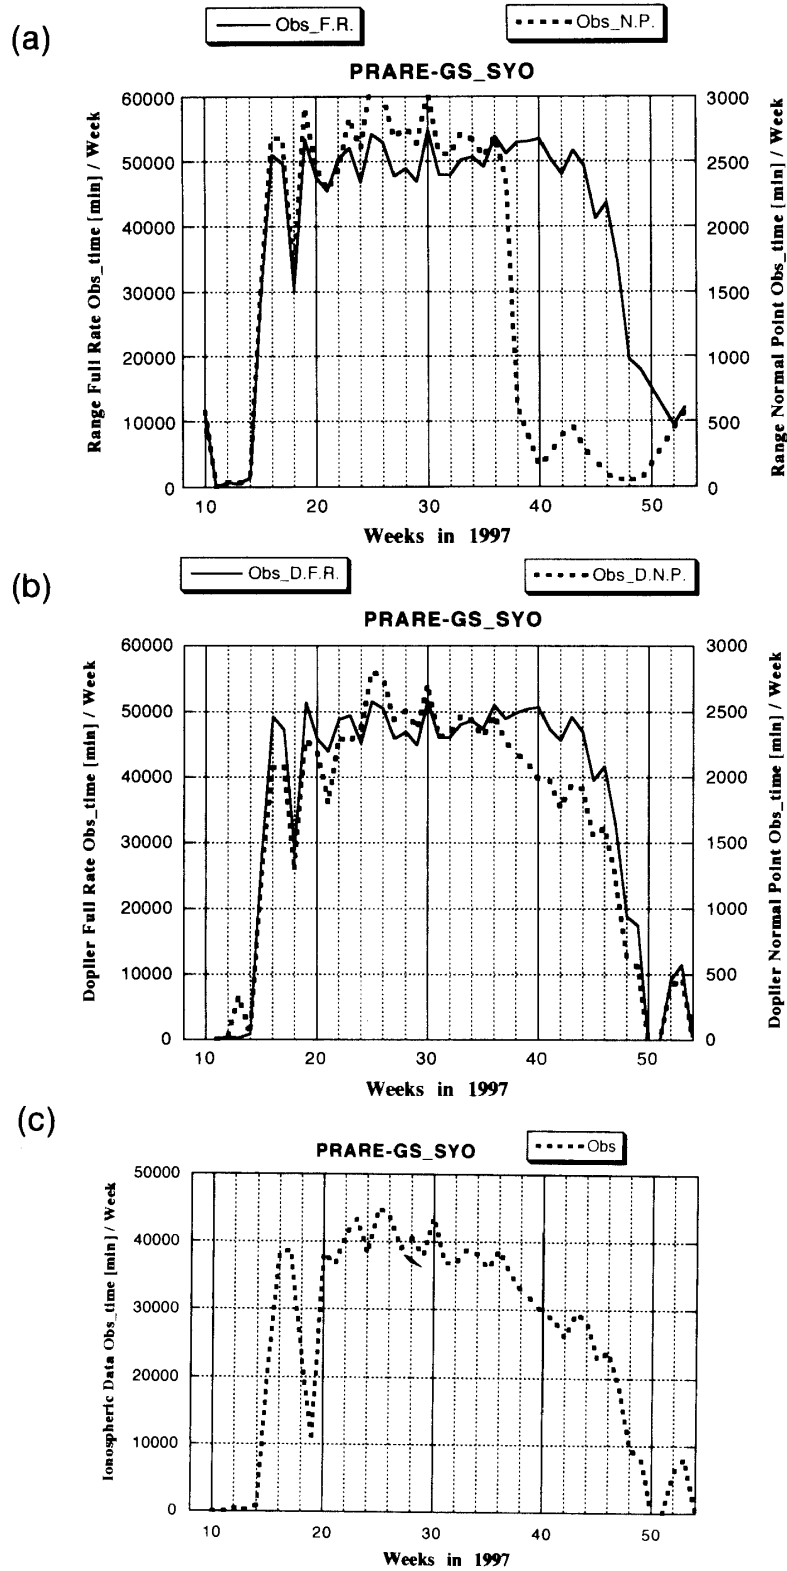 (a)
Obs_F.R.
Obs_N.P.
PRARE-GS_SYO
Range Full Rate Obs_time [min] / Week
60000
50000
40000
30000
20000
10000
0
3000
2500
2000
1500
1000
500
0
Range Normal Point Obs_time [min] / Week
10
20
30
40
50
Weeks in 1997
(b)
Obs_D.F.R.
Obs_D.N.P.
PRARE-GS_SYO
Dopller Full Rate Obs_time [min] / Week
60000
50000
40000
30000
20000
10000
0
3000
2500
2000
1500
1000
500
0
Dopller Normal Point Obs_time [min] / Week
10
20
30
40
50
Weeks in 1997
(c)
PRARE-GS_SYO
Obs
Ionospheric Data Obs_time [min] / Week
50000
40000
30000
20000
10000
0
10
20
30
40
50
Weeks in 1997